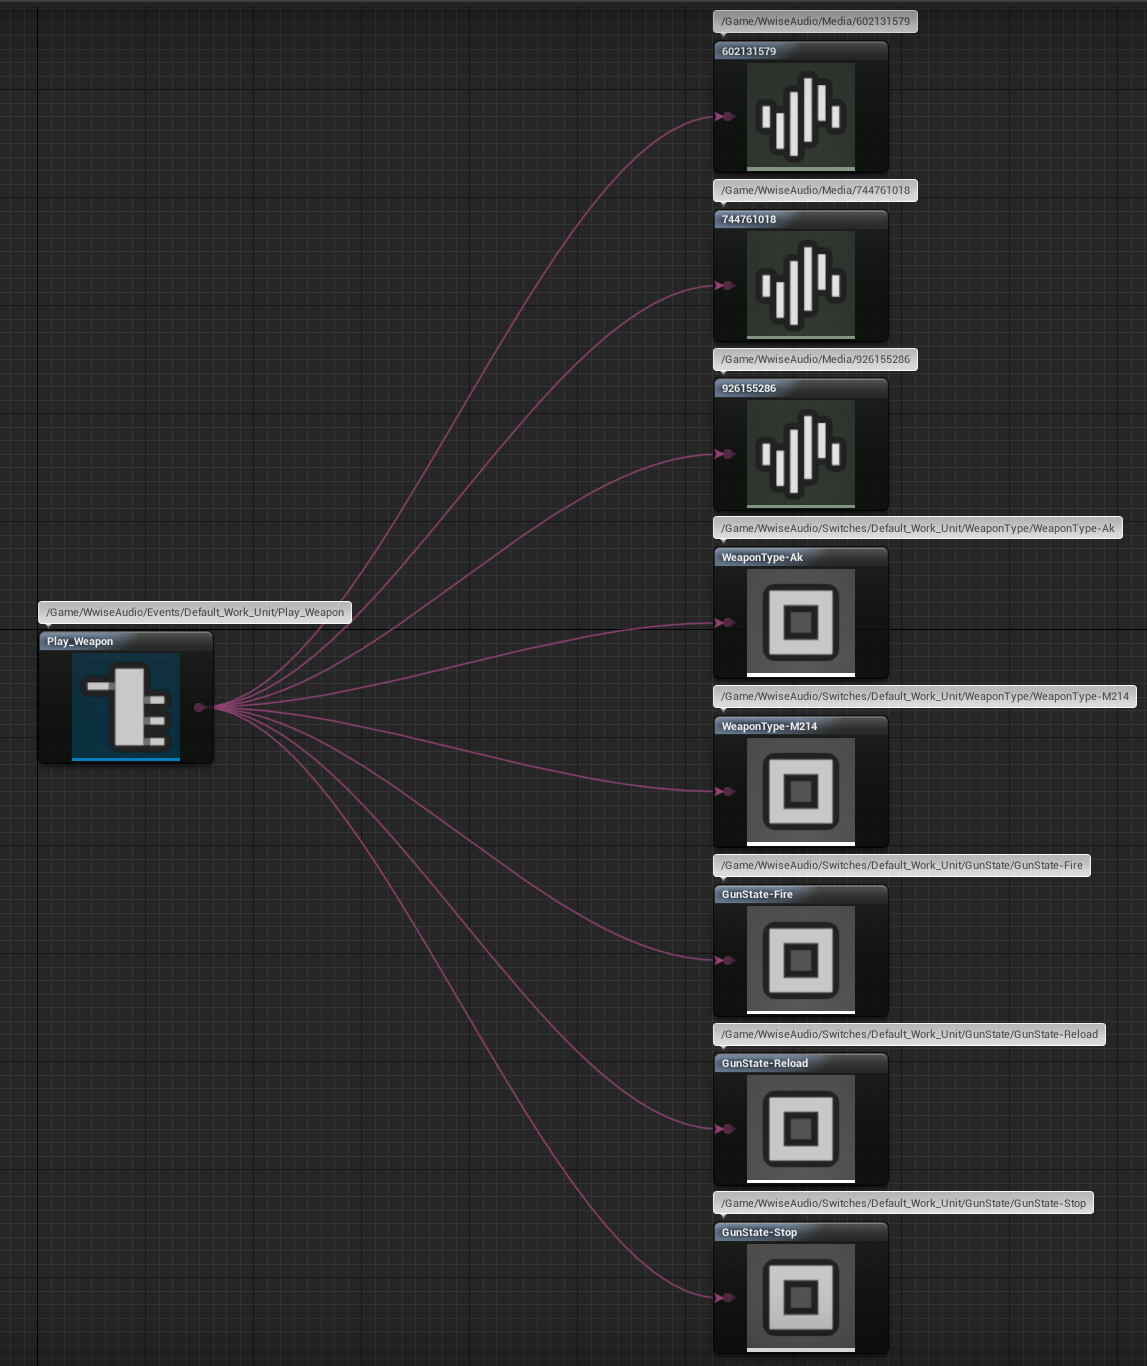 /Game/WwiseAudio/Media/602131579
602131579
/Game/WwiseAudio/Media/744761018
744761018
/Game/WwiseAudio/Media/926155286
926155286
/Game/WwiseAudio/Switches/Default_Work_Unit/WeaponType/WeaponType-Ak
WeaponType-Ak
/Game/WwiseAudio/Events/Default_Work_Unit/Play_Weapon
Play_Weapon
/Game/WwiseAudio/Switches/Default_Work_Unit/WeaponType/WeaponType-M214
WeaponType-M214
/Game/WwiseAudio/Switches/Default_Work_Unit/GunState/GunState-Fire
GunState-Fire
/Game/WwiseAudio/Switches/Default_Work_Unit/GunState/GunState-Reload
GunState-Reload
/Game/WwiseAudio/Switches/Default_Work_Unit/GunState/GunState-Stop
GunState-Stop